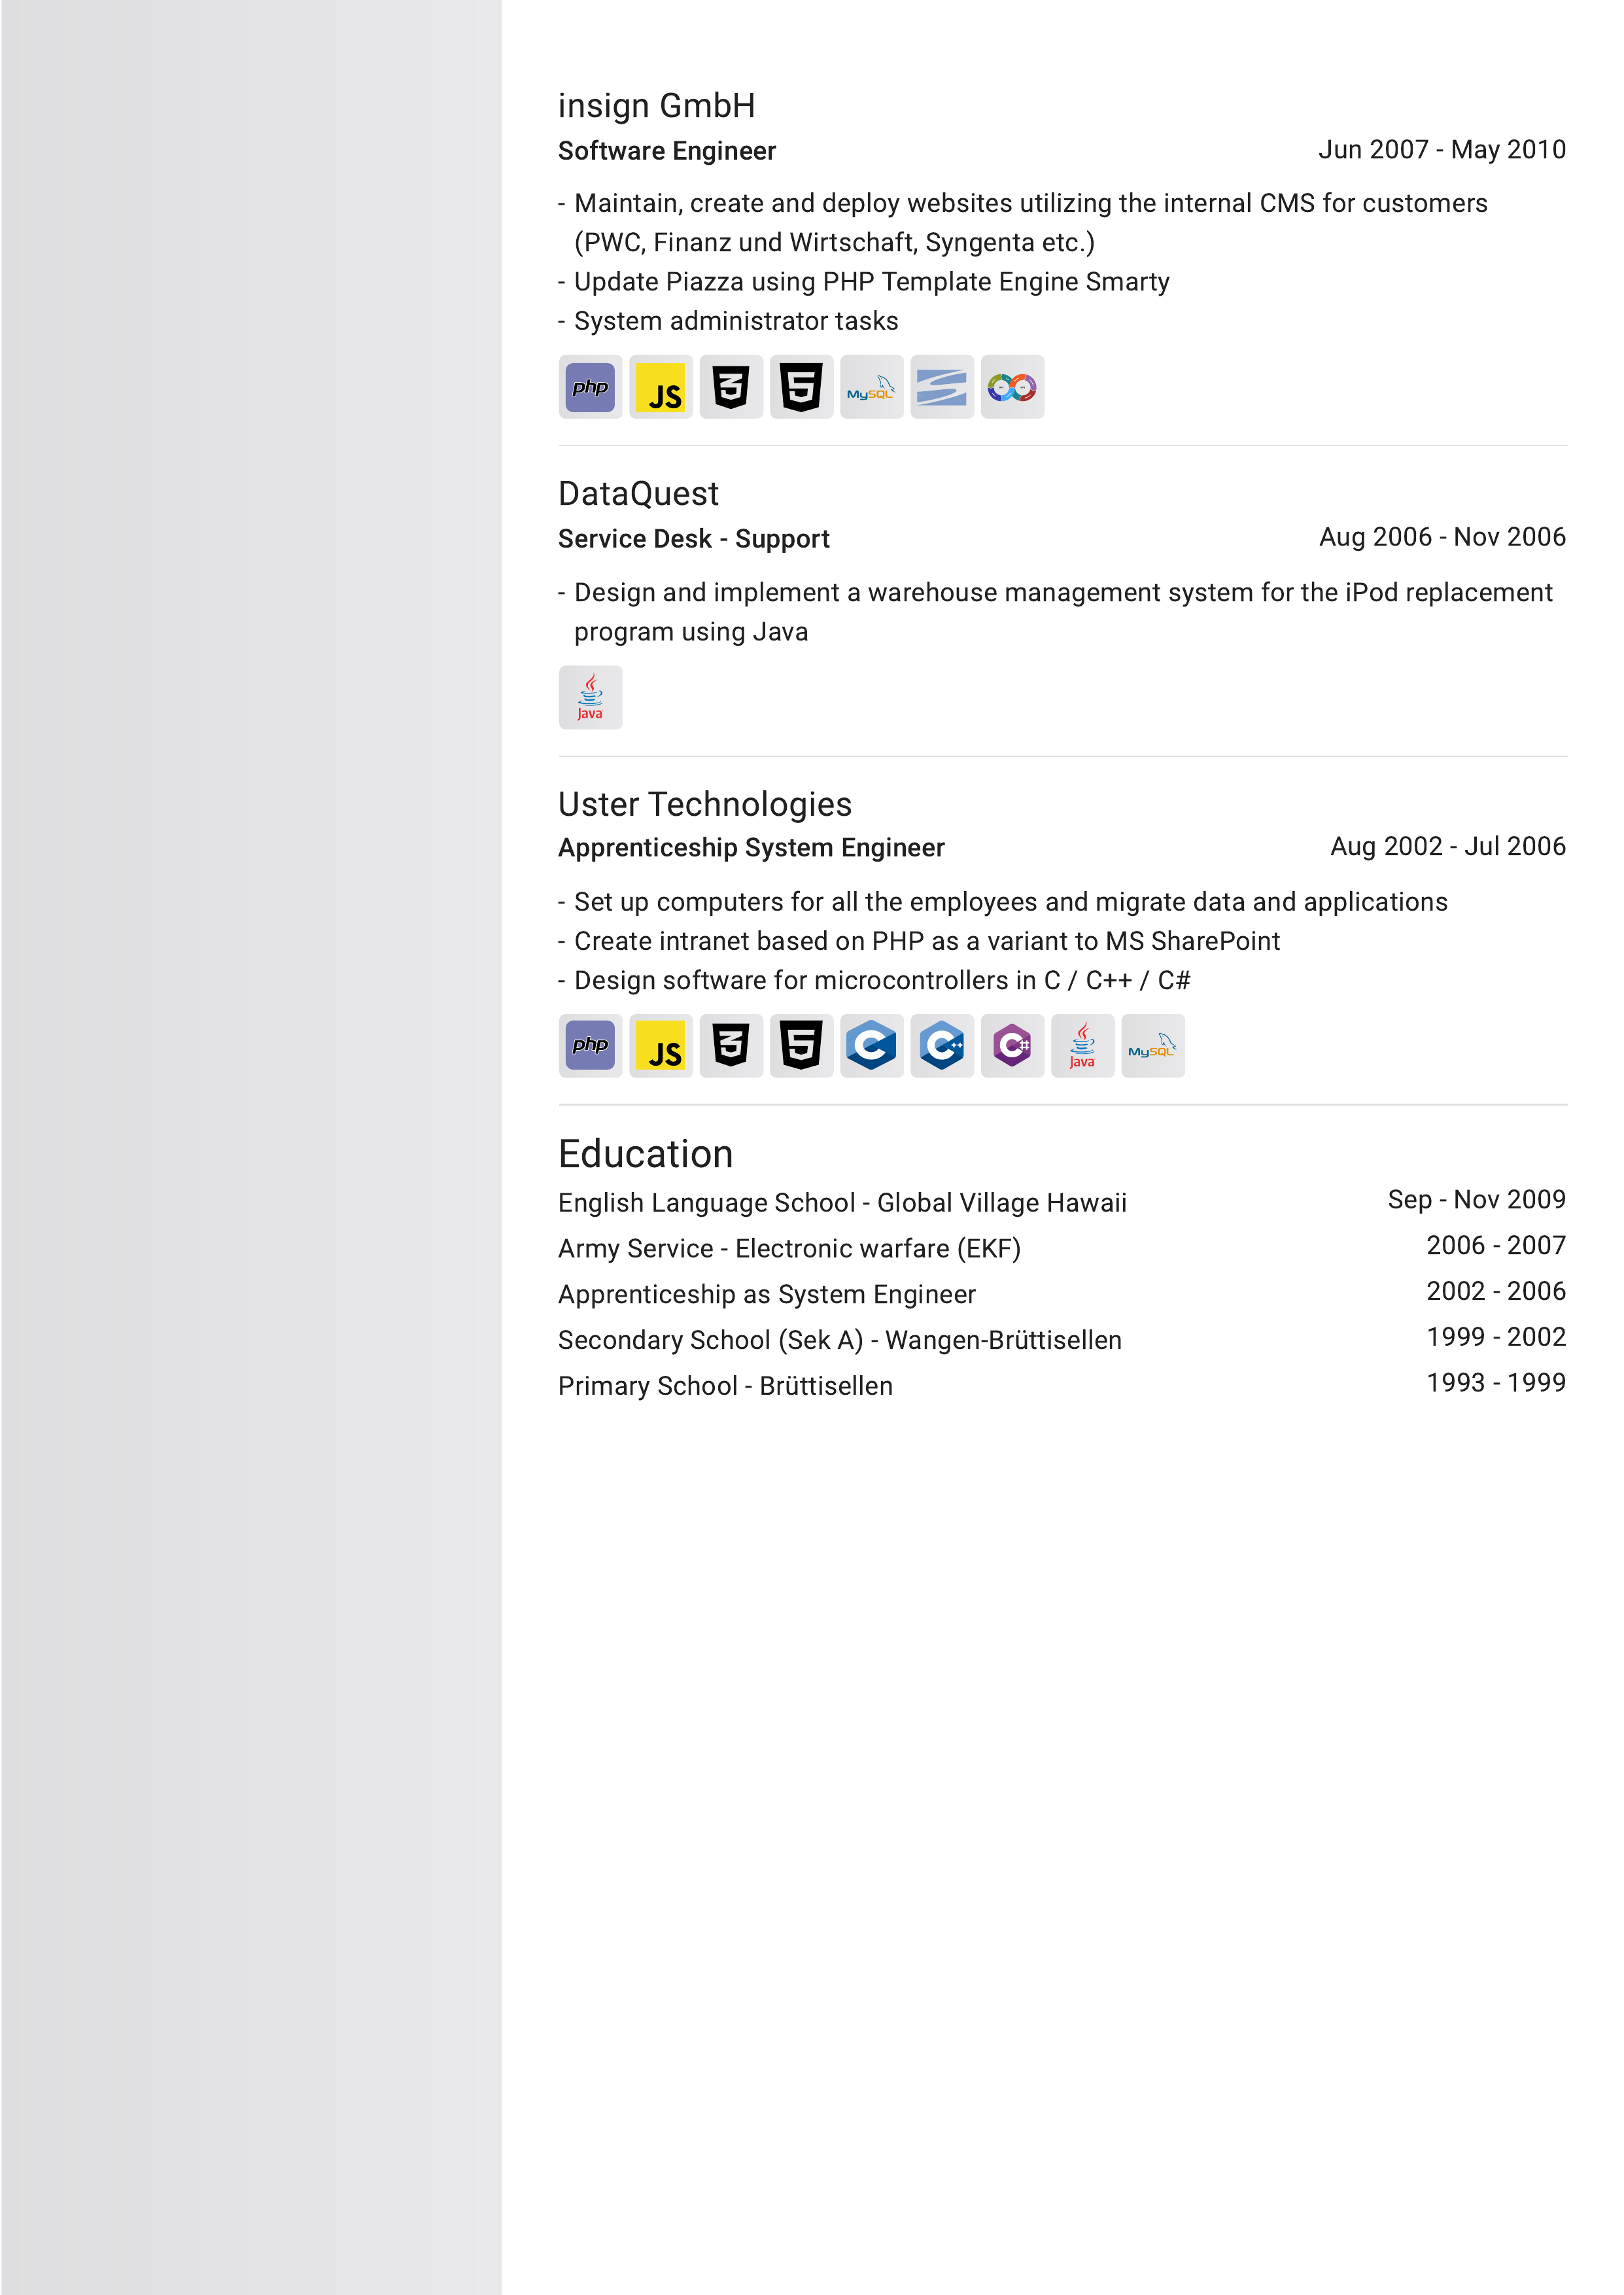 insign GmbH
Software Engineer
Jun 2007 - May 2010
- Maintain, create and deploy websites utilizing the internal CMS for customers
(PWC, Finanz und Wirtschaft, Syngenta etc.)
- Update Piazza using PHP Template Engine Smarty
- System administrator tasks
php JS 3 5 MySQL
DataQuest
Service Desk - Support
Aug 2006 - Nov 2006
- Design and implement a warehouse management system for the iPod replacement
program using Java
Java
Uster Technologies
Apprenticeship System Engineer
Aug 2002 - Jul 2006
- Set up computers for all the employees and migrate data and applications
- Create intranet based on PHP as a variant to MS SharePoint
- Design software for microcontrollers in C / C++ / C#
php JS 3 5 C C++ C# Java MySQL
Education
English Language School - Global Village Hawaii
Sep - Nov 2009
Army Service - Electronic warfare (EKF)
2006 - 2007
Apprenticeship as System Engineer
2002 - 2006
Secondary School (Sek A) - Wangen-Brüttisellen
1999 - 2002
Primary School - Brüttisellen
1993 - 1999